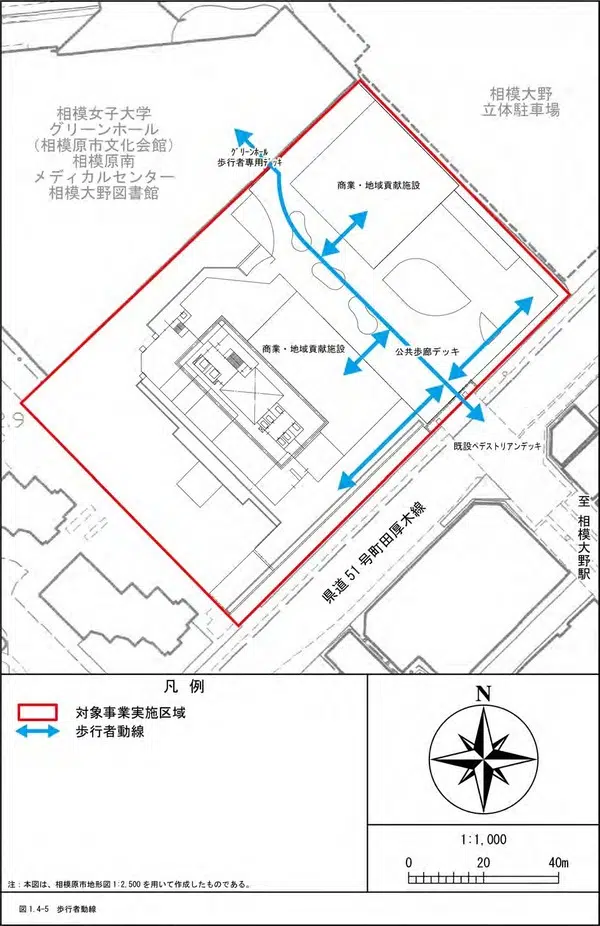 相模女子大学
グリーンホール
(相模原市文化会館)
相模原南
メディカルセンター
相模大野図書館
相模大野
立体駐車場
グリーンホール
歩行者専用デッキ
商業・地域貢献施設
商業・地域貢献施設
公共歩廊デッキ
既設ペデストリアンデッキ
2.9
県道51号町田厚木線
至 相模大野駅
凡 例
対象事業実施区域
歩行者動線
N
1:1,000
0 20 40m
注:本図は、相模原市地形図1:2,500を用いて作成したものである。
図1.4-5 歩行者動線